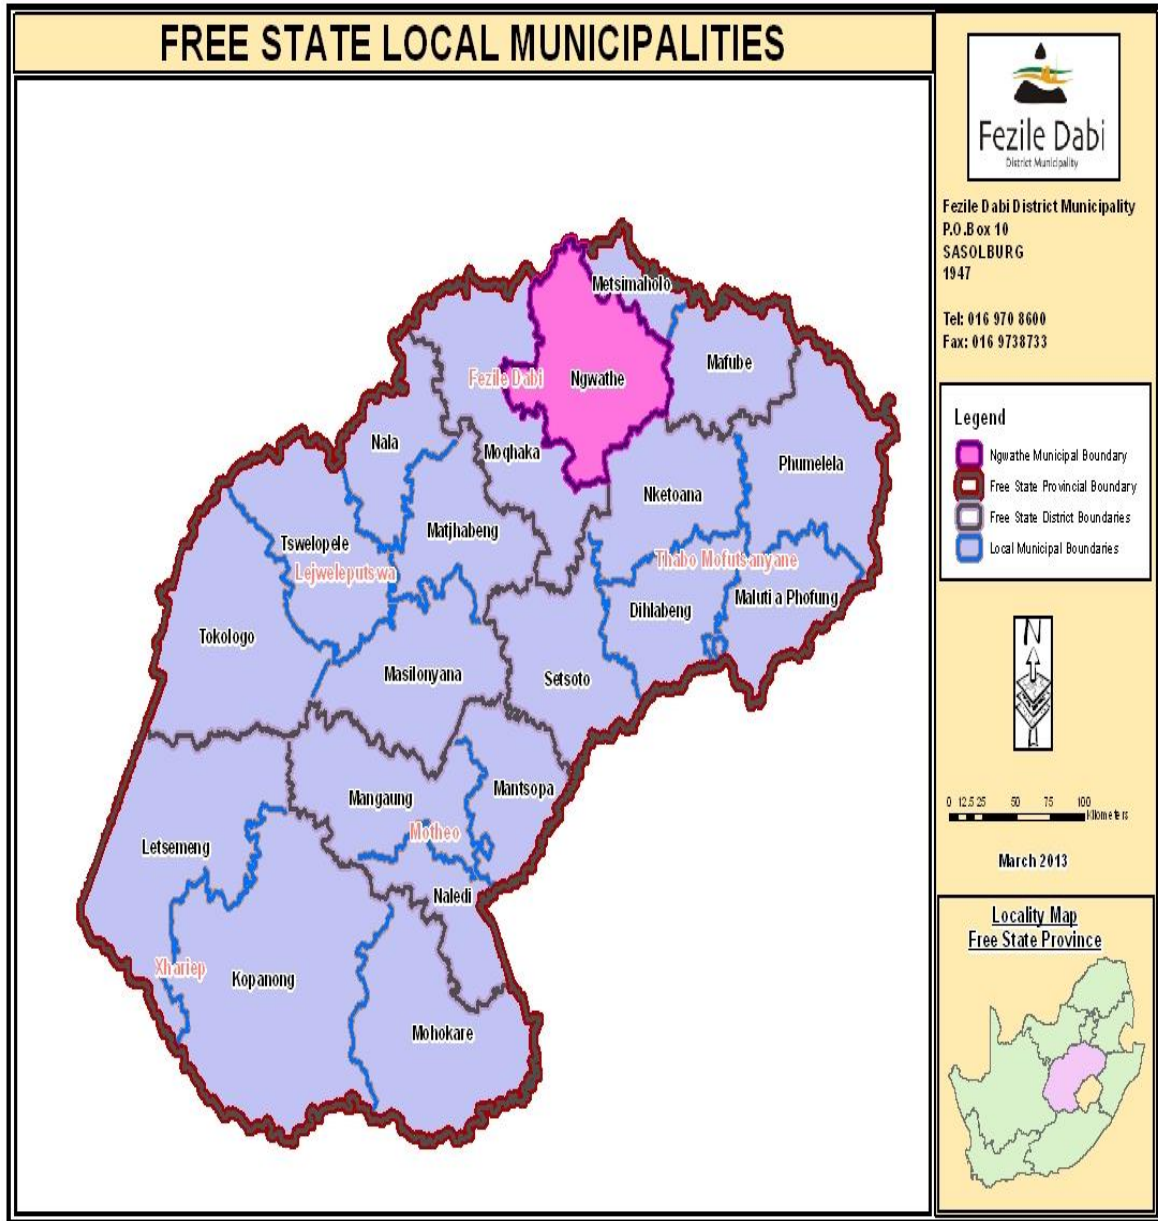 FREE STATE LOCAL MUNICIPALITIES
Fezile Dabi
District Municipality
Fezile Dabi District Municipality
P.O.Box 10
SASOLBURG
1947
Tel: 016 970 8600
Fax: 016 9738733
Legend
Ngwathe Municipal Boundary
Free State Provincial Boundary
Free State District Boundaries
Local Municipal Boundaries
N
0 12.5 25 50 75 100
Kilometers
March 2013
Locality Map
Free State Province
Metsimaholo
Mafube
Fezile Dabi
Ngwathe
Nala
Moqhaka
Phumelela
Nketoana
Matjhabeng
Tswelopele
Lejweleputswa
Thabo Mofutsanyane
Maluti a Phofung
Dihlabeng
Tokologo
Masilonyana
Setsoto
Mantsopa
Mangaung
Motheo
Letsemeng
Naledi
Xhariep
Kopanong
Mohokare